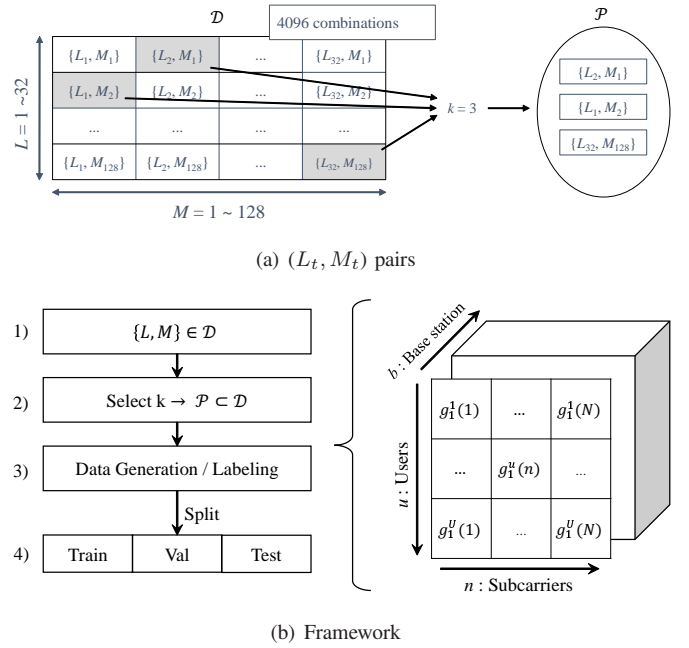 𝒟
4096 combinations
𝒫
L = 1 ~32
{L₁, M₁} {L₂, M₁} ... {L₃₂, M₁}
{L₁, M₂} {L₂, M₂} ... {L₃₂, M₂}
... ... ... ...
{L₁, M₁₂₈} {L₂, M₁₂₈} ... {L₃₂, M₁₂₈}
M = 1 ~ 128
k = 3
{L₂, M₁}
{L₁, M₂}
{L₃₂, M₁₂₈}
(a) (Lₜ, Mₜ) pairs
1) {L, M} ∈ 𝒟
2) Select k → 𝒫 ⊂ 𝒟
3) Data Generation / Labeling
Split
4) Train Val Test
b : Base station
u : Users
g₁¹(1) ... g₁¹(N)
... g₁ᵘ(n) ...
g₁ᵁ(1) ... g₁ᵁ(N)
n : Subcarriers
(b) Framework